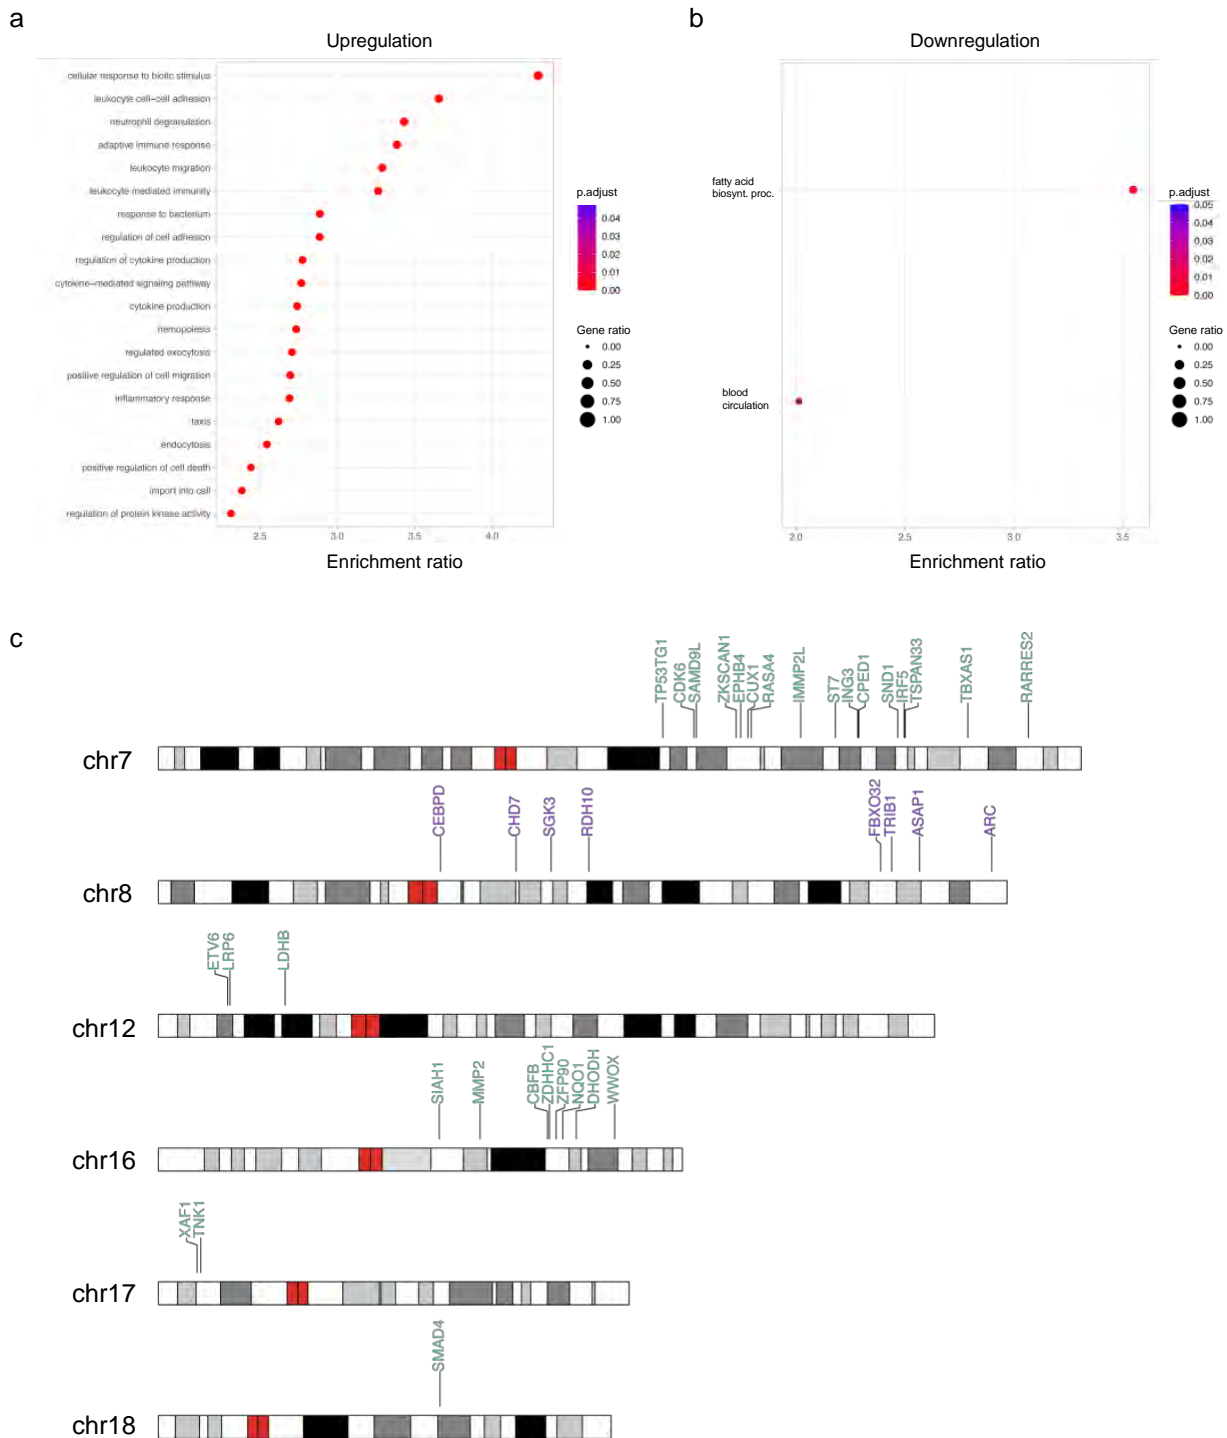 a
Upregulation
cellular response to biotic stimulus
leukocyte cell−cell adhesion
neutrophil degranulation
adaptive immune response
leukocyte migration
leukocyte mediated immunity
response to bacterium
regulation of cell adhesion
regulation of cytokine production
cytokine−mediated signaling pathway
cytokine production
hemopoiesis
regulated exocytosis
positive regulation of cell migration
inflammatory response
taxis
endocytosis
positive regulation of cell death
import into cell
regulation of protein kinase activity
2.5 3.0 3.5 4.0
Enrichment ratio
p.adjust
0.04
0.03
0.02
0.01
0.00
Gene ratio
0.00
0.25
0.50
0.75
1.00
b
Downregulation
fatty acid
biosynt. proc.
blood
circulation
2.0 2.5 3.0 3.5
Enrichment ratio
p.adjust
0.05
0.04
0.03
0.02
0.01
0.00
Gene ratio
0.00
0.25
0.50
0.75
1.00
c
TP53TG1 CDK6 SAMD9L ZKSCAN1 EPHB4 CUX1 RASA4 IMMP2L ST7 ING3 CPED1 SND1 IRF5 TSPAN33 TBXAS1 RARRES2
chr7
CEBPD CHD7 SGK3 RDH10 FBXO32 TRIB1 ASAP1 ARC
chr8
ETV6 LRP6 LDHB
chr12
SIAH1 MMP2 CBFB ZDHHC1 ZFP90 NQO1 DHODH WWOX
chr16
XAF1 TNK1
chr17
SMAD4
chr18